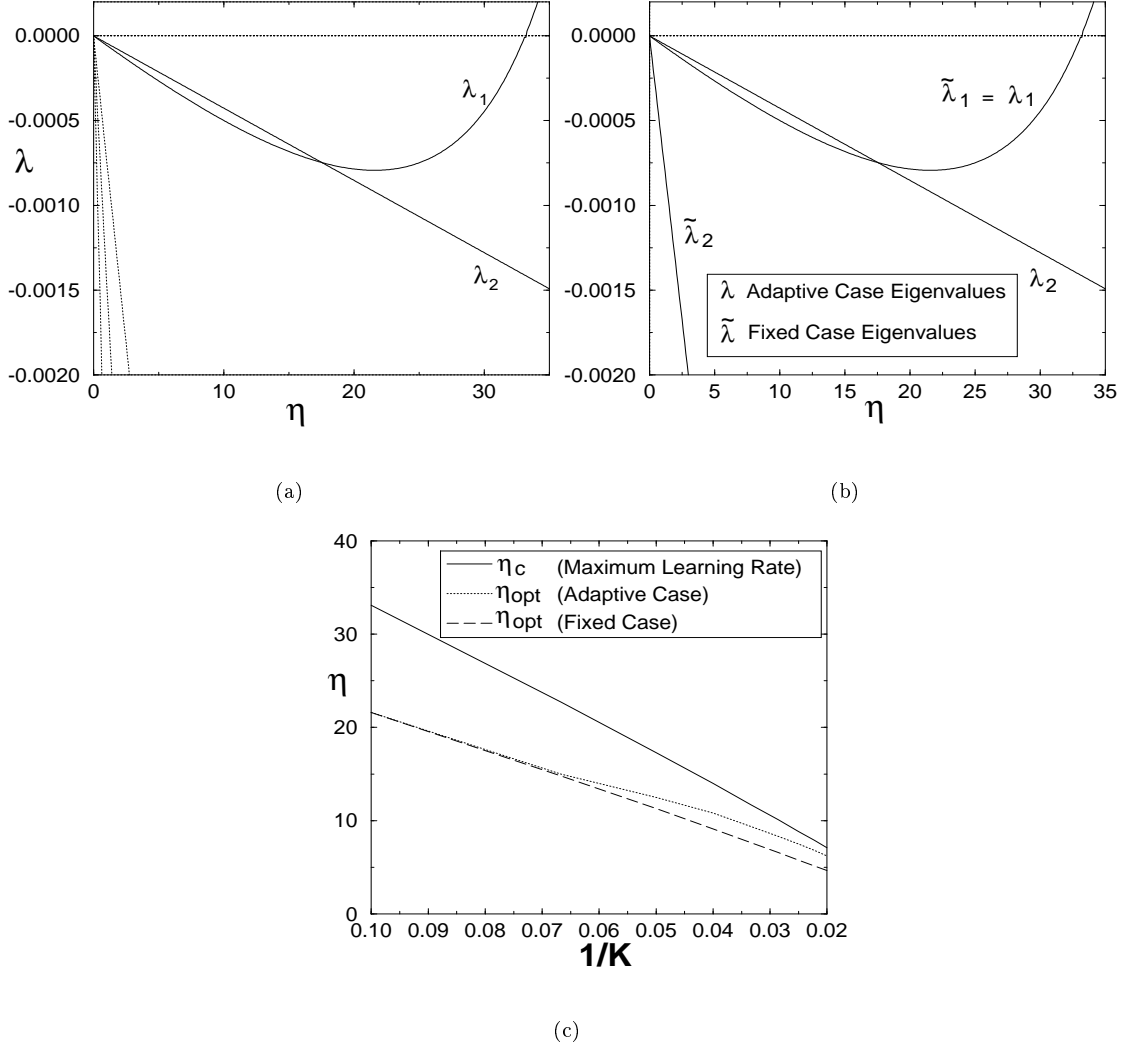 0.0000
-0.0005
-0.0010
-0.0015
-0.0020
λ
0
10
20
30
η
λ1
λ2
(a)
0.0000
-0.0005
-0.0010
-0.0015
-0.0020
0
5
10
15
20
25
30
35
η
λ̃1 = λ1
λ̃2
λ2
λ Adaptive Case Eigenvalues
λ̃ Fixed Case Eigenvalues
(b)
40
30
20
10
0
η
ηc (Maximum Learning Rate)
ηopt (Adaptive Case)
ηopt (Fixed Case)
0.10
0.09
0.08
0.07
0.06
0.05
0.04
0.03
0.02
1/K
(c)